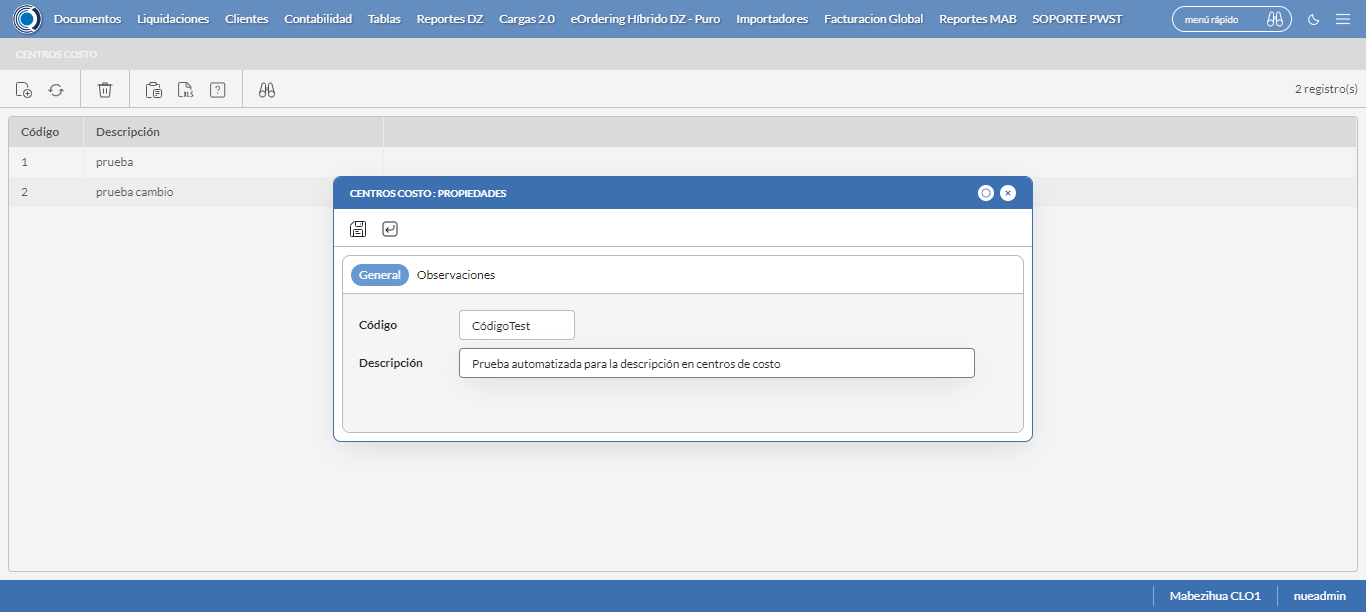 Documentos Liquidaciones Clientes Contabilidad Tablas Reportes DZ Cargas 2.0 eOrdering Híbrido DZ - Puro Importadores Facturacion Global Reportes MAB SOPORTE PWST menú rápido
CENTROS COSTO
XLS ? 2 registro(s)
Código Descripción
1 prueba
2 prueba cambio
CENTROS COSTO : PROPIEDADES
General Observaciones
Código CódigoTest
Descripción Prueba automatizada para la descripción en centros de costo
Mabezihua CLO1 nueadmin